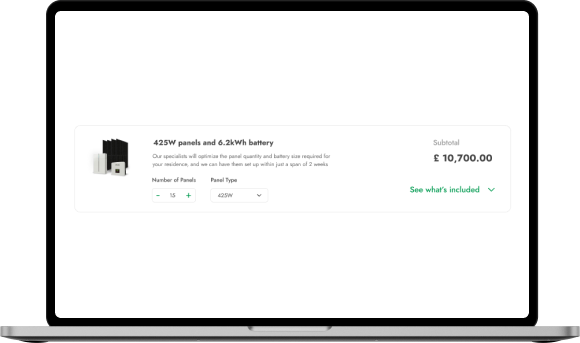 425W panels and 6.2kWh battery
Our specialists will optimize the panel quantity and battery size required for
your residence, and we can have them set up within just a span of 2 weeks
Number of Panels
Panel Type
− 15 +
425W
Subtotal
£ 10,700.00
See what's included